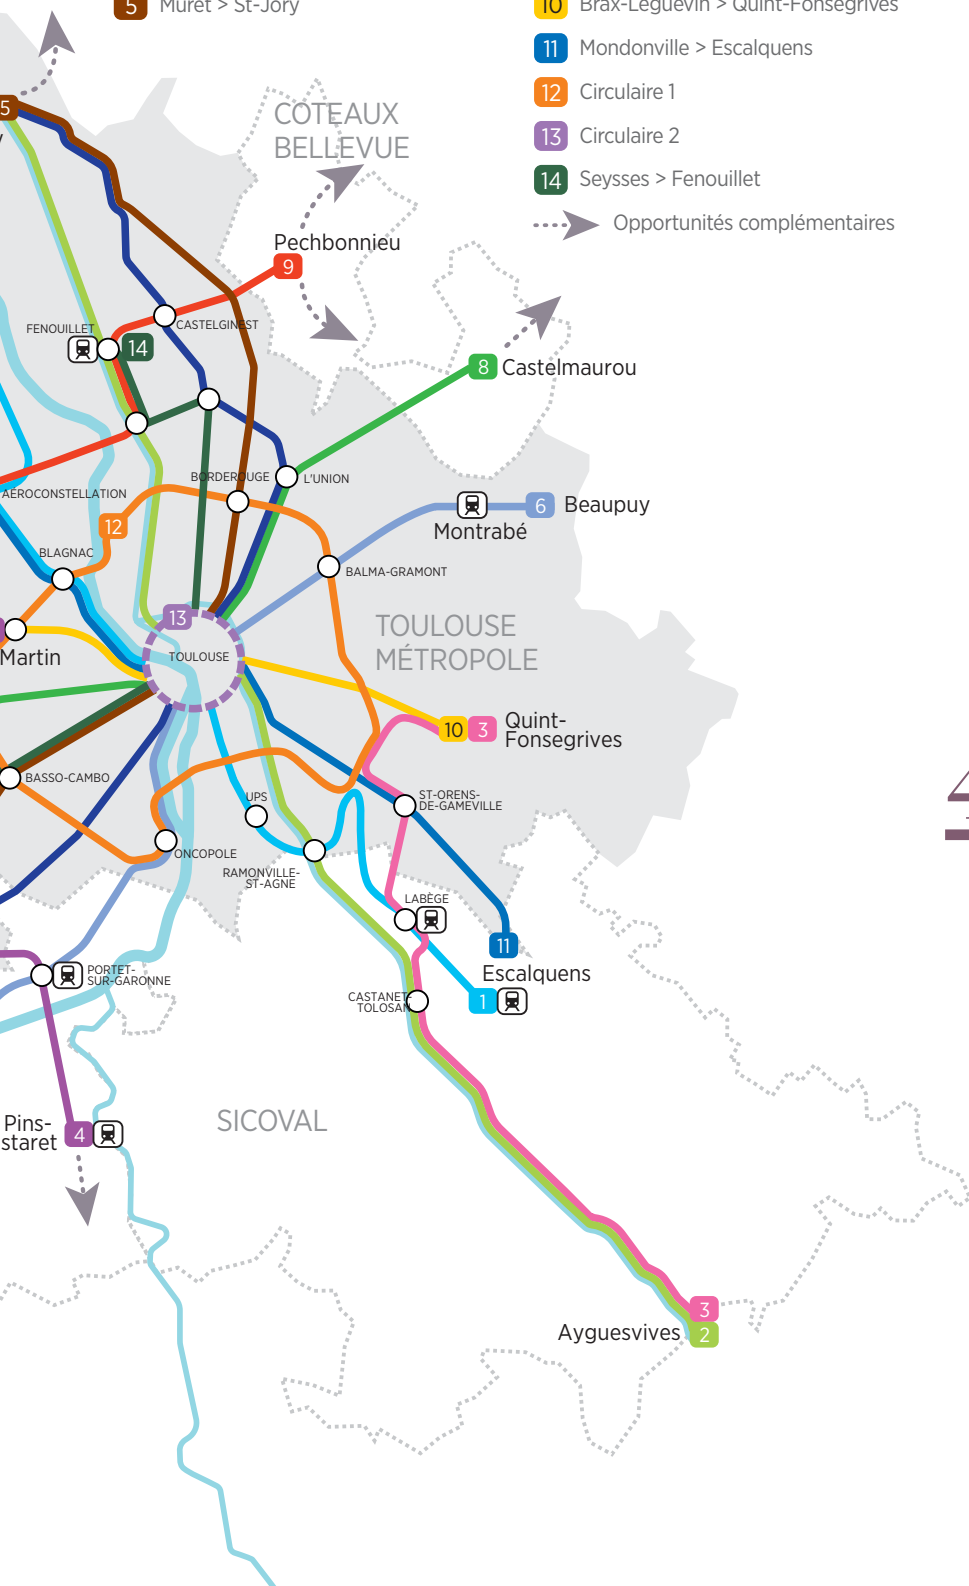 5 Muret > St-Jory
10 Brax-Léguevin > Quint-Fonsegrives
11 Mondonville > Escalquens
12 Circulaire 1
13 Circulaire 2
14 Seysses > Fenouillet
Opportunités complémentaires
5
COTEAUX
BELLEVUE
Pechbonnieu
9
FENOUILLET
CASTELGINEST
14
8 Castelmaurou
BORDEROUGE
L'UNION
AÉROCONSTELLATION
12
6 Beaupuy
Montrabé
BLAGNAC
BALMA-GRAMONT
13
TOULOUSE
MÉTROPOLE
Martin
TOULOUSE
10 3 Quint-
Fonsegrives
BASSO-CAMBO
UPS
ST-ORENS-
DE-GAMEVILLE
ONCOPOLE
RAMONVILLE-
ST-AGNE
LABÈGE
11
Escalquens
PORTET-
SUR-GARONNE
CASTANET-
TOLOSAN
1
Pins-
staret
4
SICOVAL
3
Ayguesvives 2